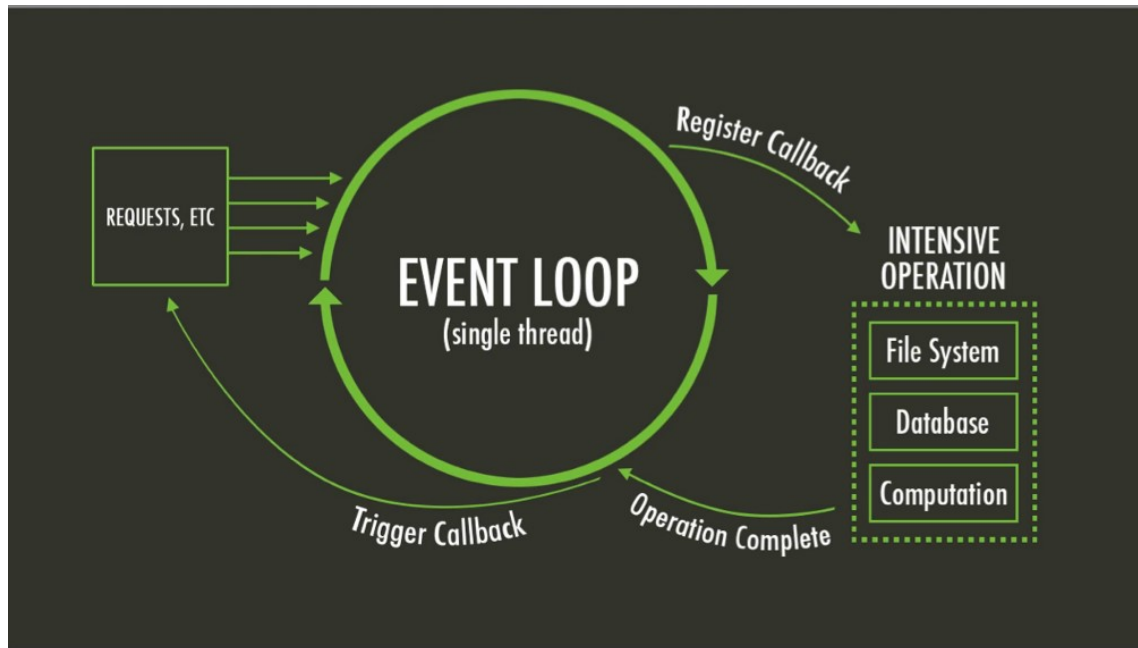 REQUESTS, ETC
EVENT LOOP
(single thread)
Register Callback
INTENSIVE
OPERATION
File System
Database
Computation
Operation Complete
Trigger Callback